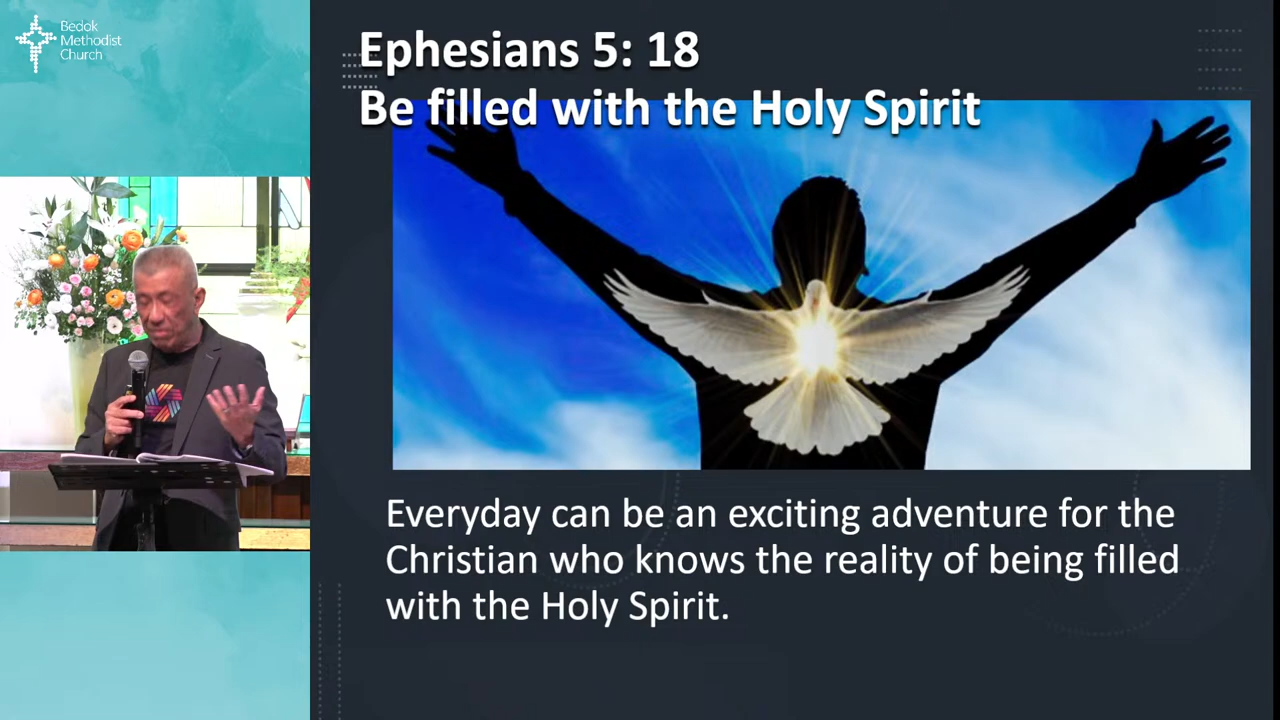 Bedok
Methodist
Church
Ephesians 5: 18
Be filled with the Holy Spirit
Everyday can be an exciting adventure for the
Christian who knows the reality of being filled
with the Holy Spirit.